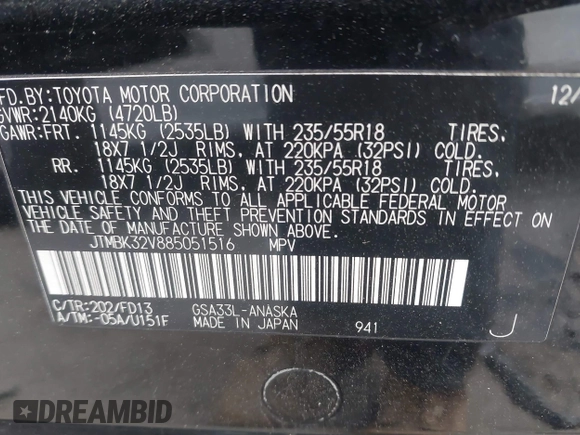 FD.BY:TOYOTA MOTOR CORPORATION 12/
GVWR:2140KG (4720LB)
GAWR:FRT. 1145KG (2535LB) WITH 235/55R18 TIRES,
18X7 1/2J RIMS, AT 220KPA (32PSI) COLD.
RR. 1145KG (2535LB) WITH 235/55R18 TIRES,
18X7 1/2J RIMS, AT 220KPA (32PSI) COLD.
THIS VEHICLE CONFORMS TO ALL APPLICABLE FEDERAL MOTOR
VEHICLE SAFETY AND THEFT PREVENTION STANDARDS IN EFFECT ON
THE DATE OF MANUFACTURE SHOWN ABOVE.
JTMBK32V885051516 MPV
C/TR:202/FD13 GSA33L-ANASKA
A/TM:-05A/U151F MADE IN JAPAN 941 J
DREAMBID